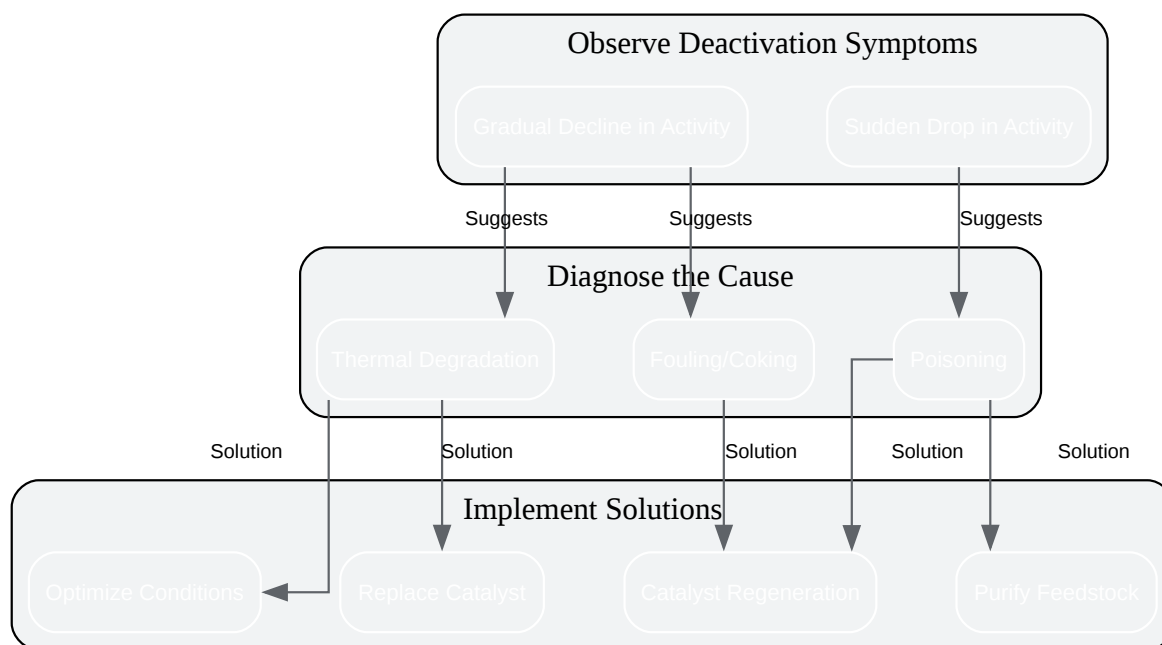 Observe Deactivation Symptoms
Gradual Decline in Activity
Sudden Drop in Activity
Suggests
Suggests
Suggests
Diagnose the Cause
Thermal Degradation
Fouling/Coking
Poisoning
Solution
Solution
Solution
Solution
Solution
Implement Solutions
Optimize Conditions
Replace Catalyst
Catalyst Regeneration
Purify Feedstock